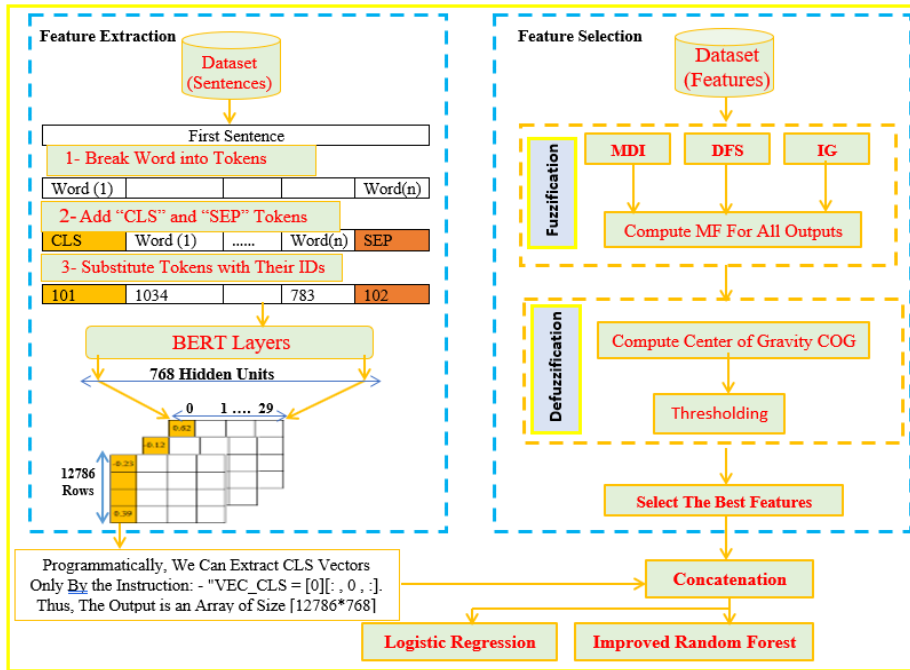 Feature Extraction
Dataset
(Sentences)
First Sentence
1- Break Word into Tokens
Word (1) Word(n)
2- Add “CLS” and “SEP” Tokens
CLS Word (1) ...... Word(n) SEP
3- Substitute Tokens with Their IDs
101 1034 783 102
BERT Layers
768 Hidden Units
0 1 .... 29
0.62
-0.12
-0.23
12786
Rows
0.39
Programmatically, We Can Extract CLS Vectors
Only By the Instruction: - "VEC_CLS = [0][: , 0 , :].
Thus, The Output is an Array of Size [12786*768]
Feature Selection
Dataset
(Features)
Fuzzification
MDI DFS IG
Compute MF For All Outputs
Defuzzification
Compute Center of Gravity COG
Thresholding
Select The Best Features
Concatenation
Logistic Regression Improved Random Forest